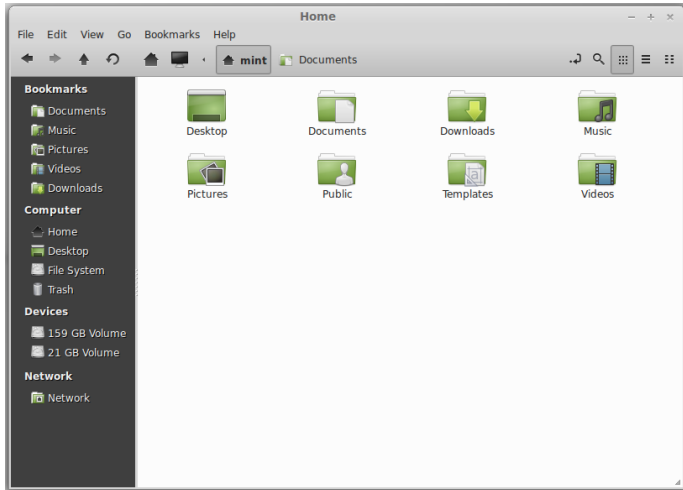 Home
File Edit View Go Bookmarks Help
mint Documents
Bookmarks
Documents
Music
Pictures
Videos
Downloads
Computer
Home
Desktop
File System
Trash
Devices
159 GB Volume
21 GB Volume
Network
Network
Desktop Documents Downloads Music
Pictures Public Templates Videos